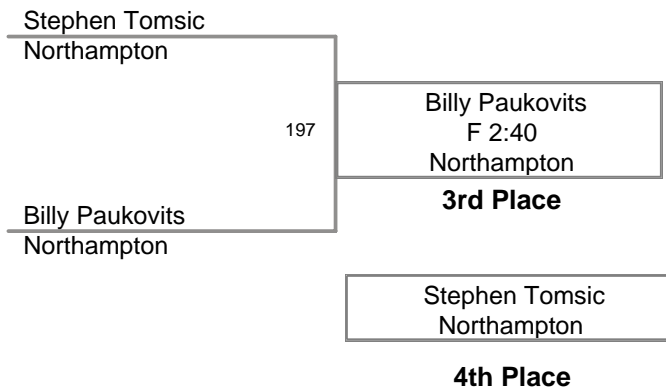 Stephen Tomsic
Northampton
197
Billy Paukovits
F 2:40
Northampton
3rd Place
Billy Paukovits
Northampton
Stephen Tomsic
Northampton
4th Place